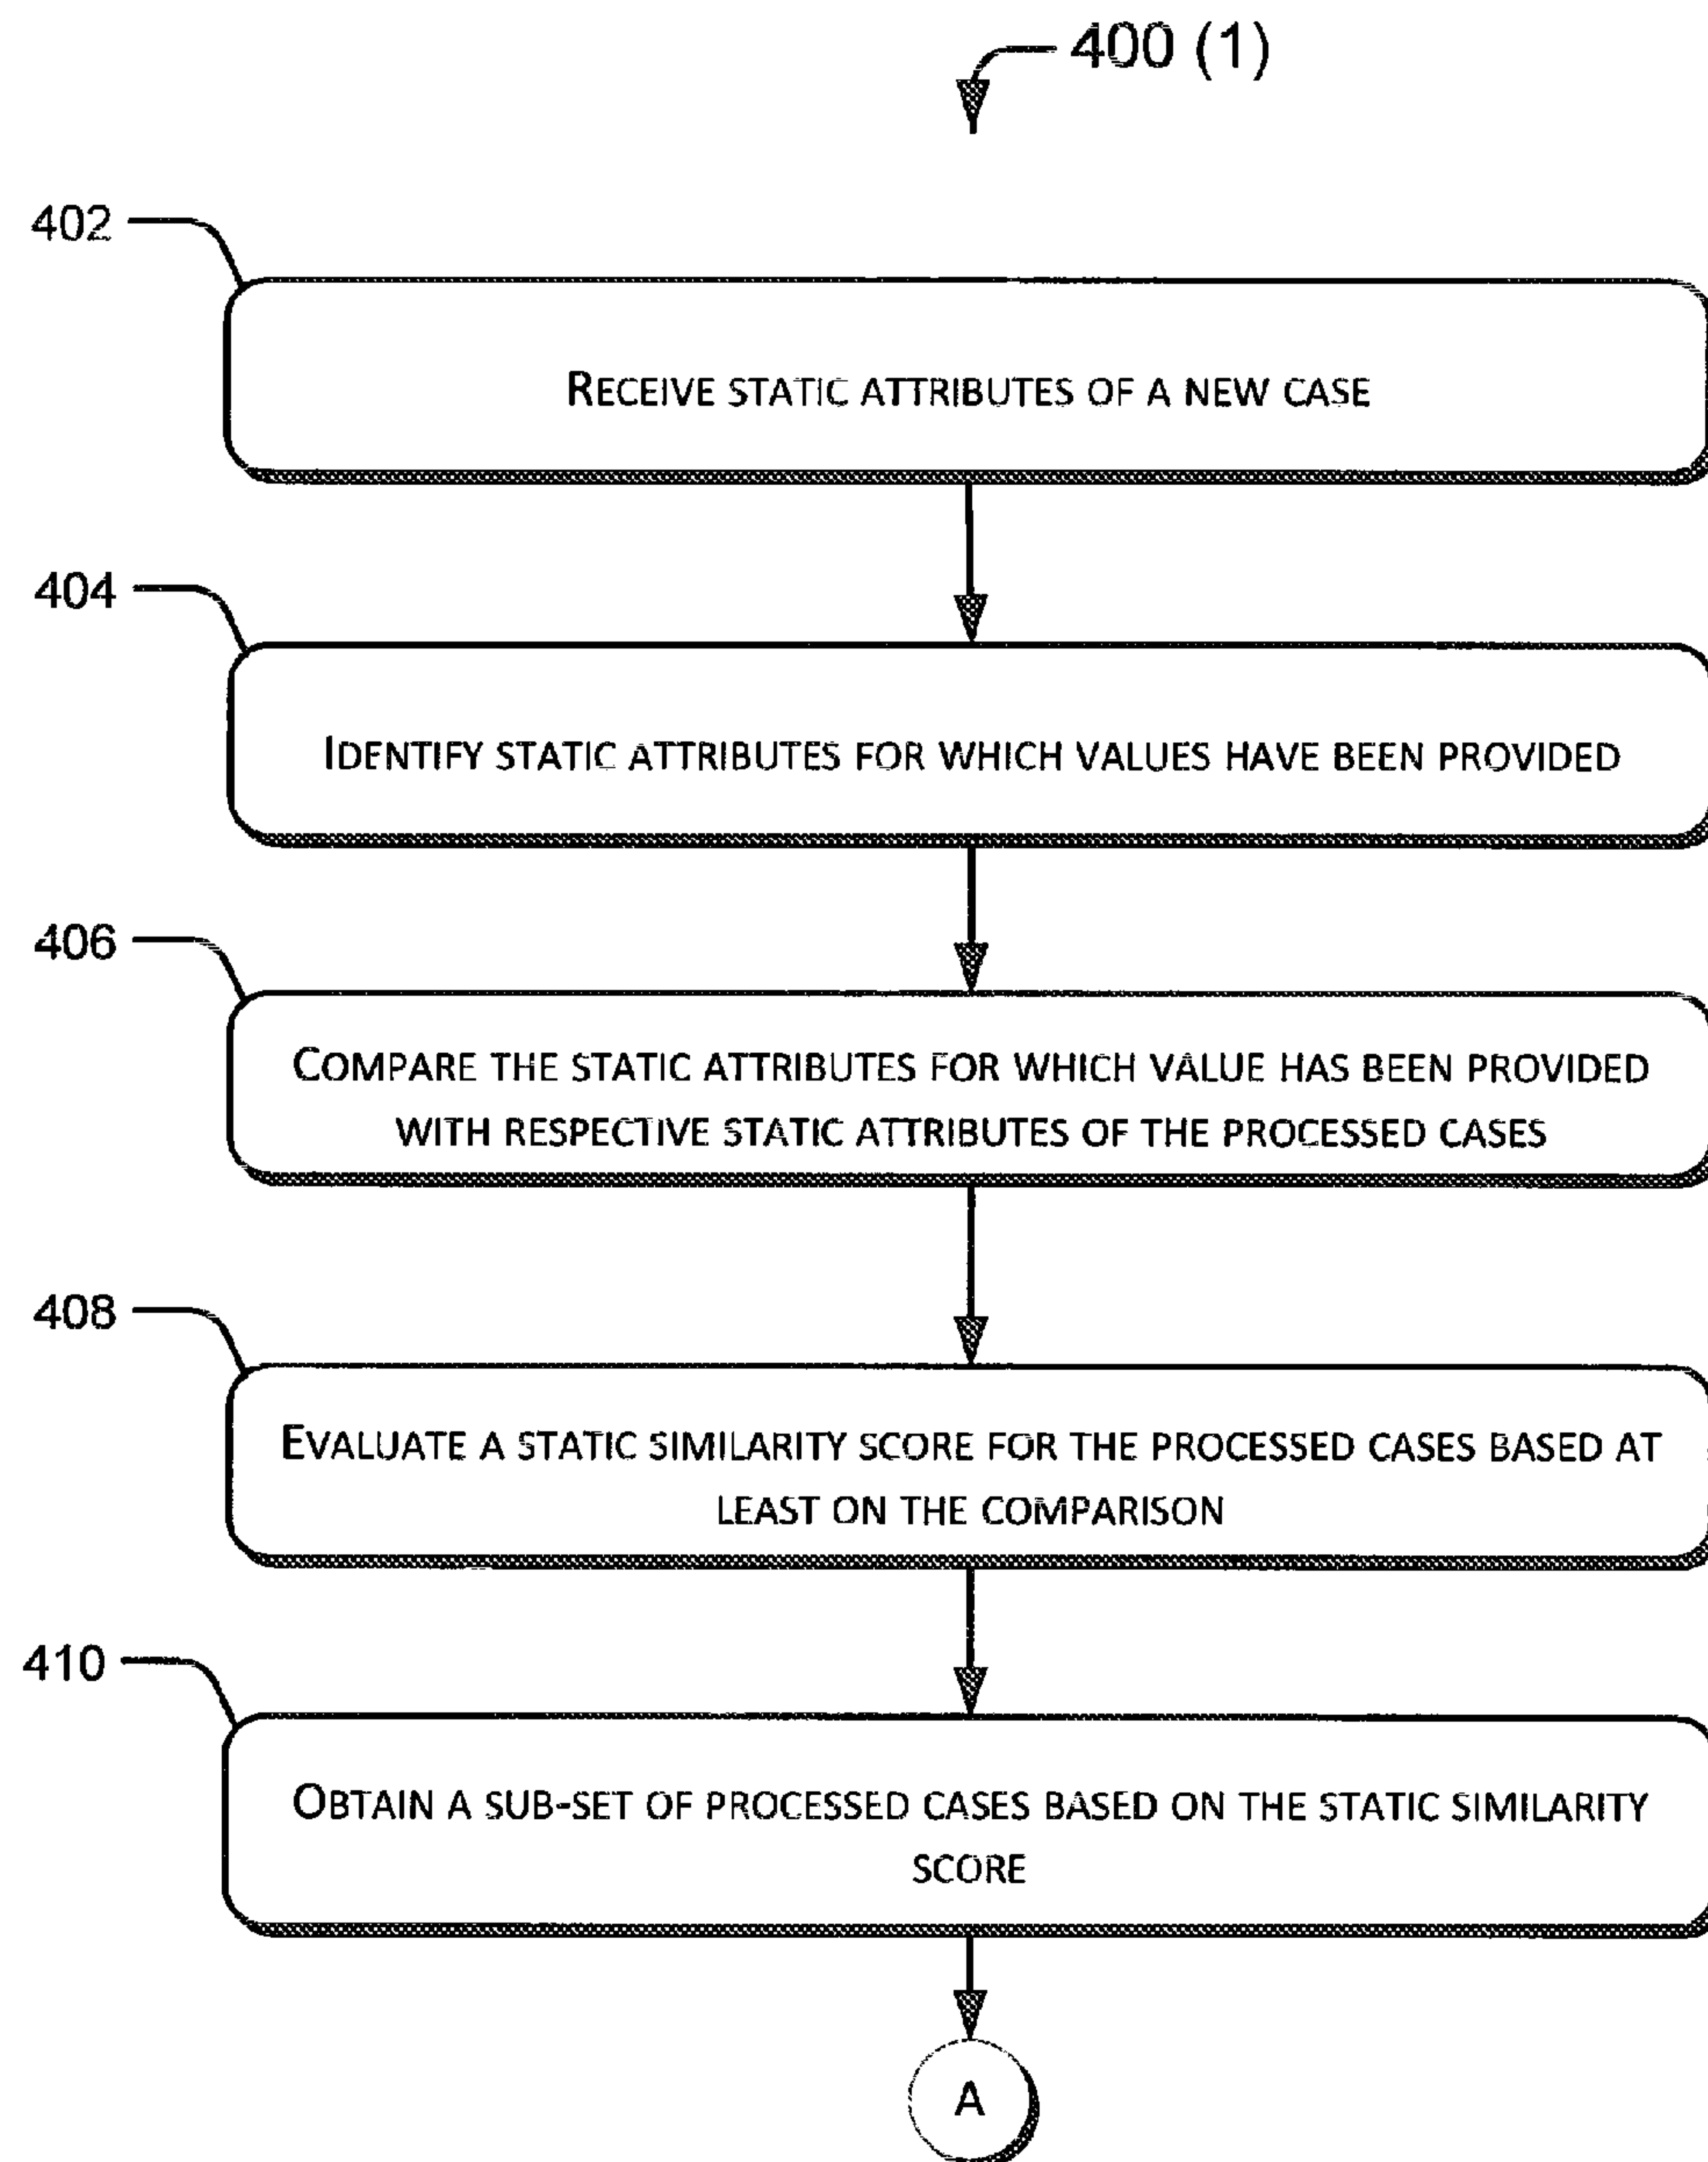 400 (1)
402
RECEIVE STATIC ATTRIBUTES OF A NEW CASE
404
IDENTIFY STATIC ATTRIBUTES FOR WHICH VALUES HAVE BEEN PROVIDED
406
COMPARE THE STATIC ATTRIBUTES FOR WHICH VALUE HAS BEEN PROVIDED
WITH RESPECTIVE STATIC ATTRIBUTES OF THE PROCESSED CASES
408
EVALUATE A STATIC SIMILARITY SCORE FOR THE PROCESSED CASES BASED AT
LEAST ON THE COMPARISON
410
OBTAIN A SUB-SET OF PROCESSED CASES BASED ON THE STATIC SIMILARITY
SCORE
A